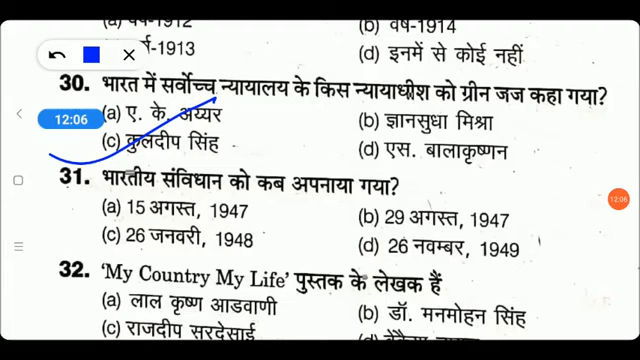 (a) वर्ष-1912 (b) वर्ष-1914
र्ष-1913 (d) इनमें से कोई नहीं
30. भारत में सर्वोच्च न्यायालय के किस न्यायाधीश को ग्रीन जज कहा गया?
(a) ए. के. अय्यर (b) ज्ञानसुधा मिश्रा
12:06
(c) कुलदीप सिंह (d) एस. बालाकृष्णन
31. भारतीय संविधान को कब अपनाया गया?
12:06
(a) 15 अगस्त, 1947 (b) 29 अगस्त, 1947
(c) 26 जनवरी, 1948 (d) 26 नवम्बर, 1949
32. 'My Country My Life' पुस्तक के लेखक हैं
(a) लाल कृष्ण आडवाणी (b) डॉ. मनमोहन सिंह
(c) राजदीप सरदेसाई (d)